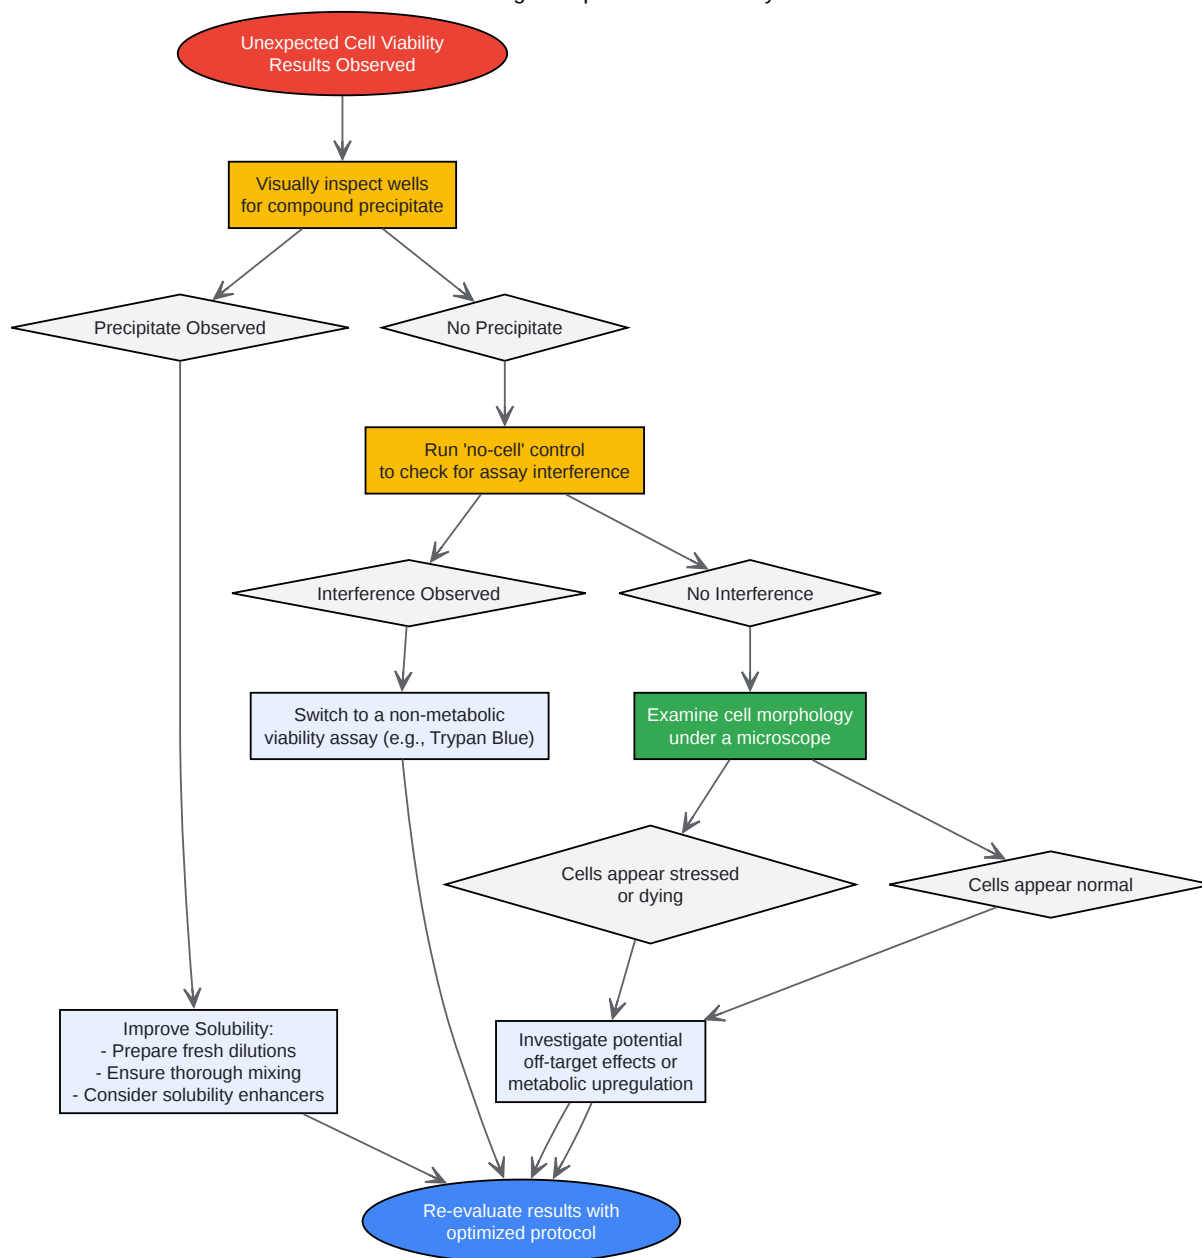 Unexpected Cell Viability
Results Observed
Visually inspect wells
for compound precipitate
Precipitate Observed
No Precipitate
Run 'no-cell' control
to check for assay interference
Interference Observed
No Interference
Switch to a non-metabolic
viability assay (e.g., Trypan Blue)
Examine cell morphology
under a microscope
Cells appear stressed
or dying
Cells appear normal
Improve Solubility:
- Prepare fresh dilutions
- Ensure thorough mixing
- Consider solubility enhancers
Investigate potential
off-target effects or
metabolic upregulation
Re-evaluate results with
optimized protocol